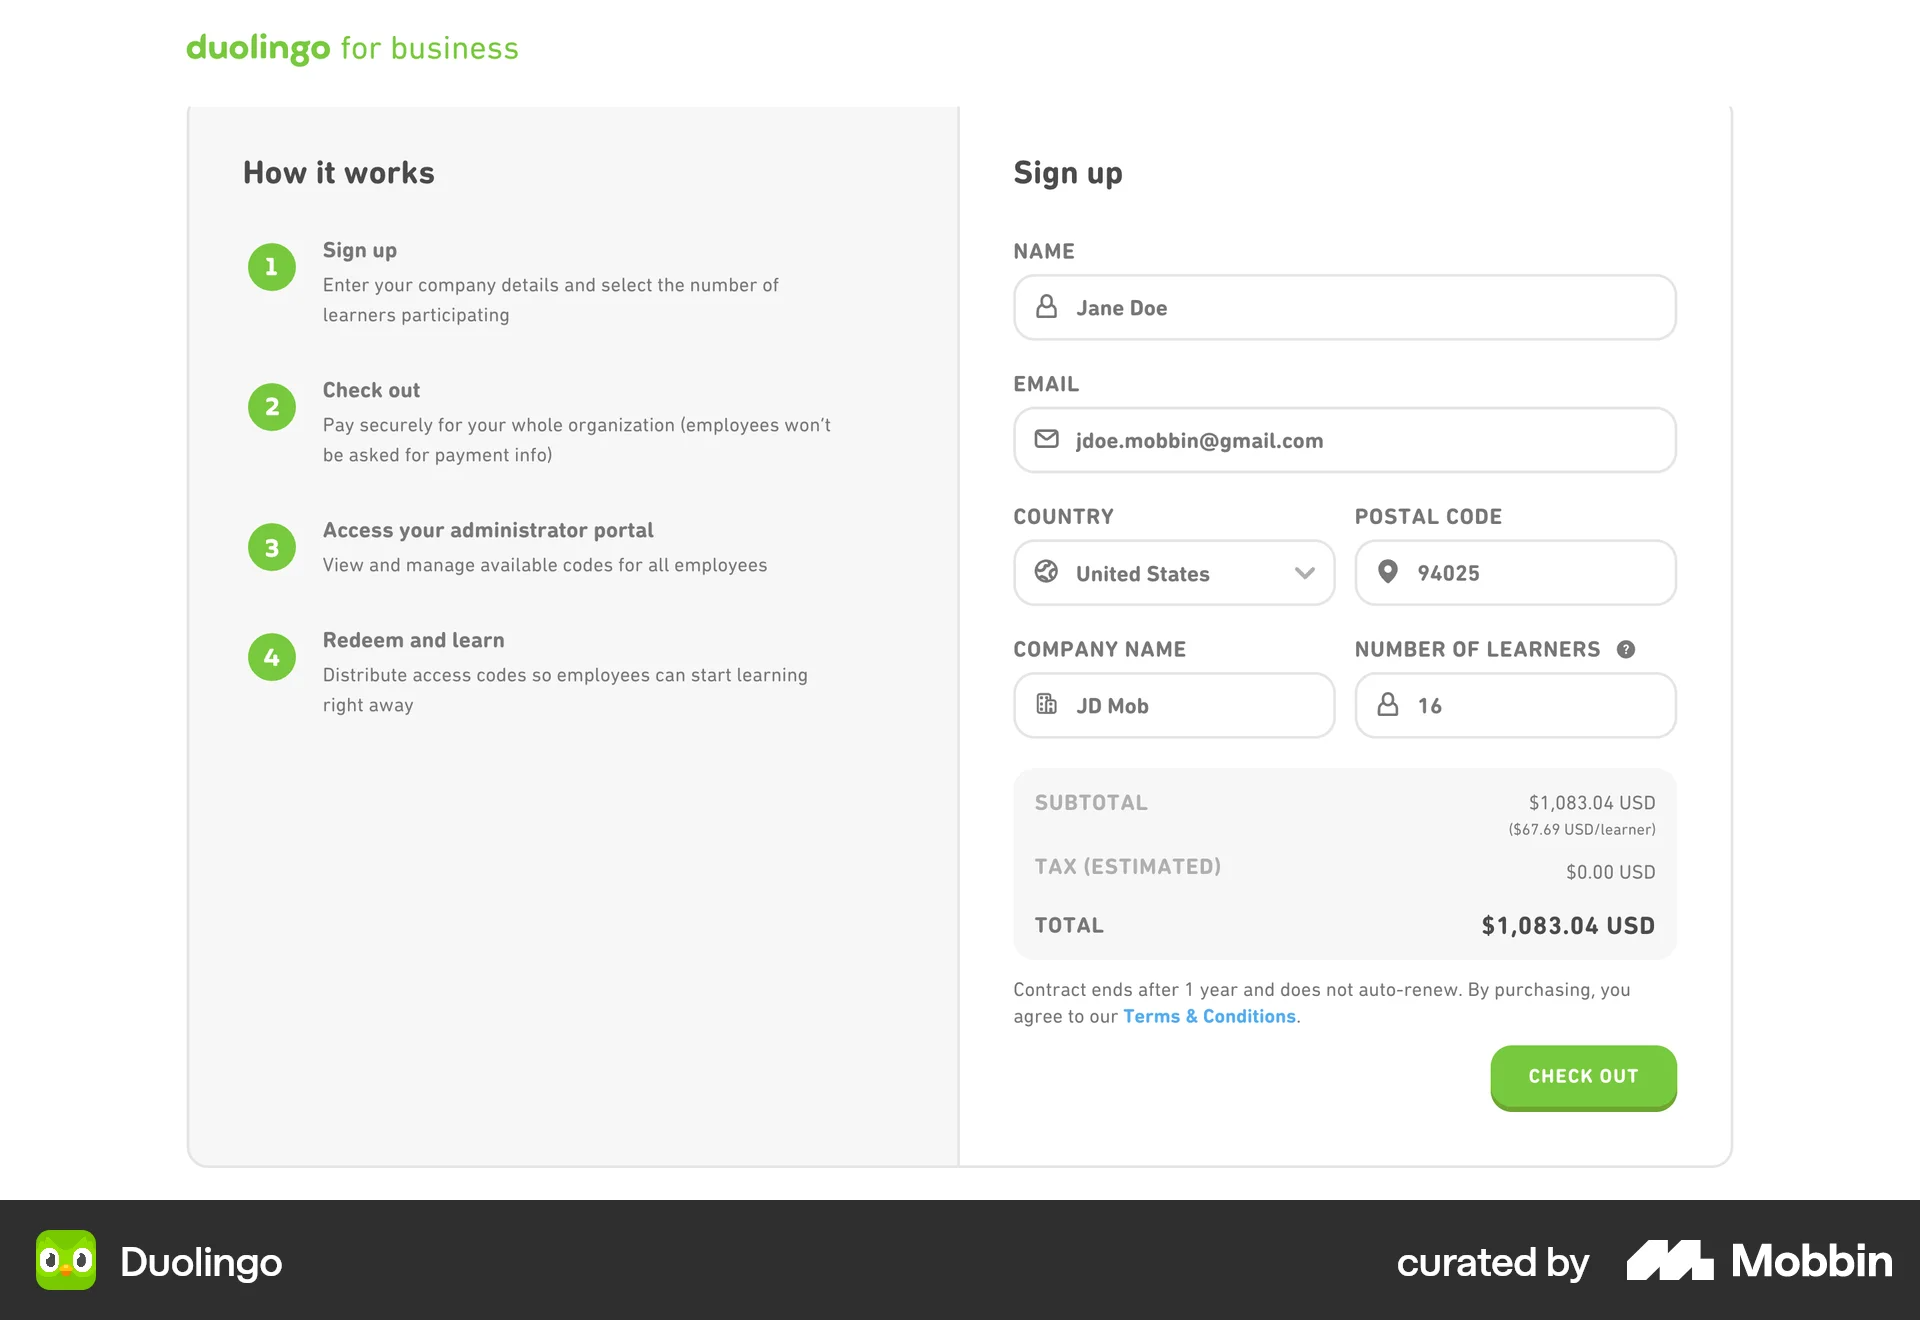 duolingo for business
How it works
1
Sign up
Enter your company details and select the number of
learners participating
2
Check out
Pay securely for your whole organization (employees won't
be asked for payment info)
3
Access your administrator portal
View and manage available codes for all employees
4
Redeem and learn
Distribute access codes so employees can start learning
right away
Sign up
NAME
Jane Doe
EMAIL
jdoe.mobbin@gmail.com
COUNTRY
United States
POSTAL CODE
94025
COMPANY NAME
JD Mob
NUMBER OF LEARNERS ?
16
SUBTOTAL
$1,083.04 USD
($67.69 USD/learner)
TAX (ESTIMATED)
$0.00 USD
TOTAL
$1,083.04 USD
Contract ends after 1 year and does not auto-renew. By purchasing, you
agree to our Terms & Conditions.
CHECK OUT
Duolingo
curated by Mobbin